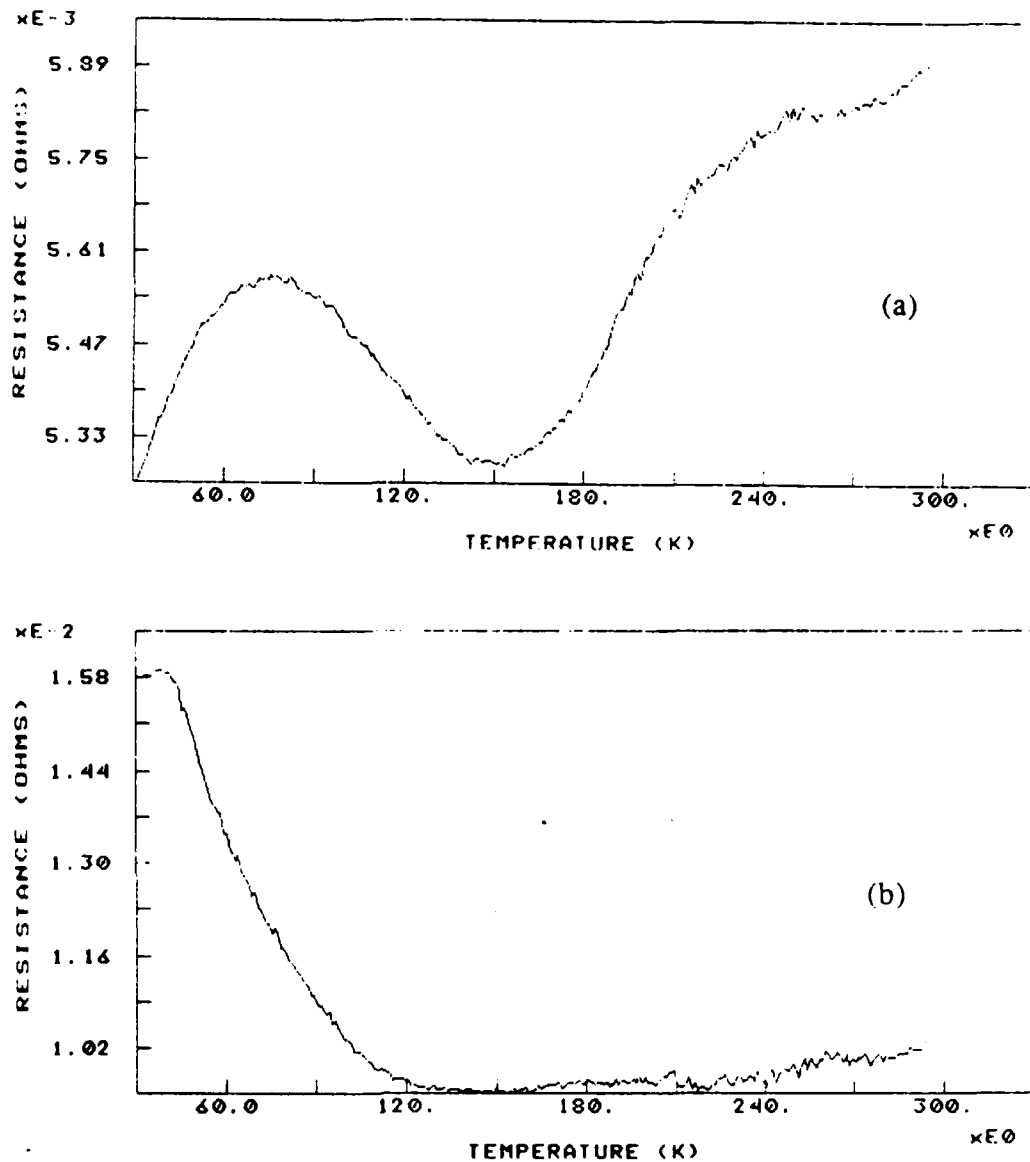 ×E-3
5.89
5.75
5.61
5.47
5.33
RESISTANCE (OHMS)
(a)
60.0 120. 180. 240. 300.
TEMPERATURE (K)
×E0
×E-2
1.58
1.44
1.30
1.16
1.02
RESISTANCE (OHMS)
(b)
60.0 120. 180. 240. 300.
TEMPERATURE (K)
×E0